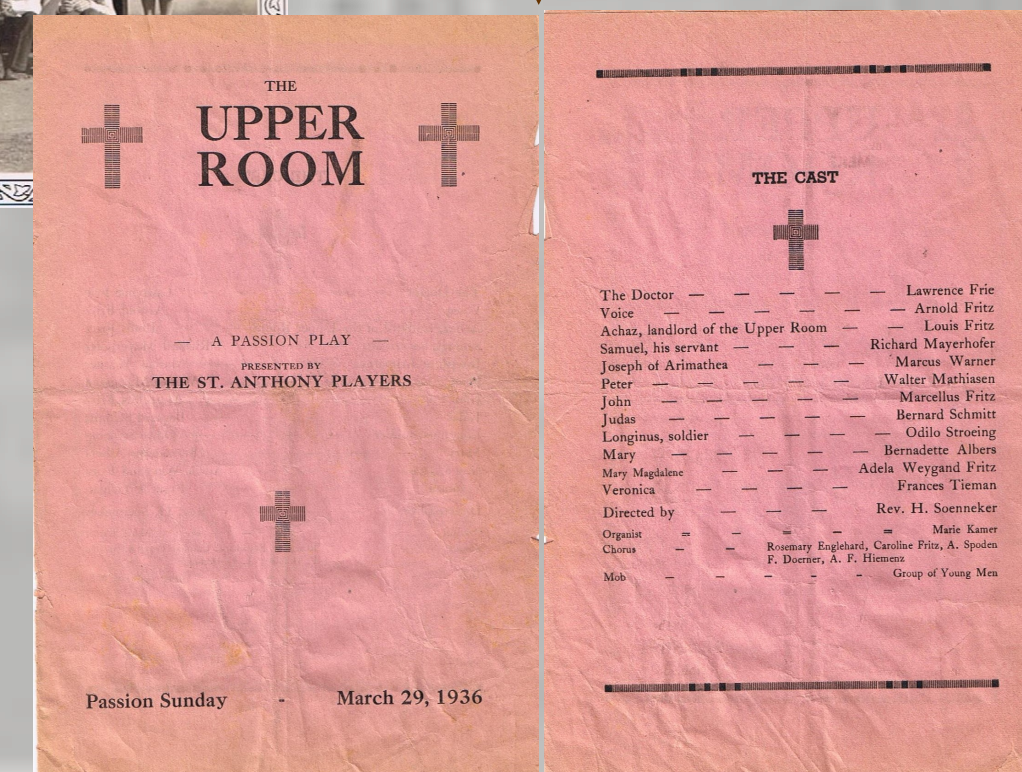 THE
UPPER
ROOM
— A PASSION PLAY —
PRESENTED BY
THE ST. ANTHONY PLAYERS
Passion Sunday - March 29, 1936
THE CAST
The Doctor — — — — — Lawrence Frie
Voice — — — — — — Arnold Fritz
Achaz, landlord of the Upper Room — — Louis Fritz
Samuel, his servant — — — Richard Mayerhofer
Joseph of Arimathea — — — Marcus Warner
Peter — — — — — Walter Mathiasen
John — — — — — Marcellus Fritz
Judas — — — — — Bernard Schmitt
Longinus, soldier — — — — Odilo Stroeing
Mary — — — — — Bernadette Albers
Mary Magdalene — — — Adela Weygand Fritz
Veronica — — — — Frances Tieman
Directed by — — — Rev. H. Soenneker
Organist = - = - = Marie Kamer
Chorus – – Rosemary Englehard, Caroline Fritz, A. Spoden
F. Doerner, A. F. Hiemenz
Mob – – – – – Group of Young Men